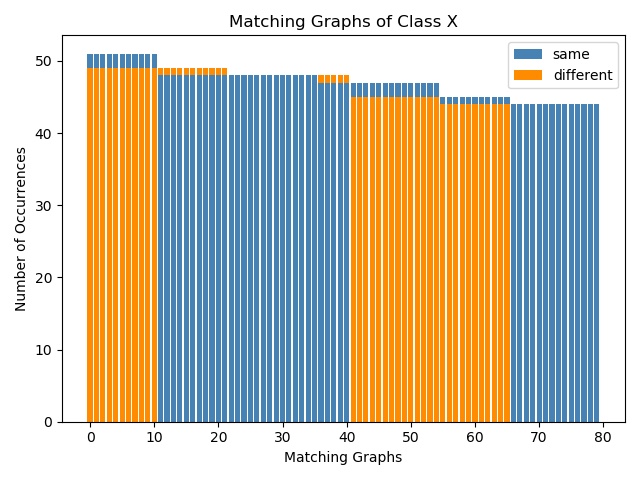 Matching Graphs of Class X
same
different
Number of Occurrences
50
40
30
20
10
0
0 10 20 30 40 50 60 70 80
Matching Graphs